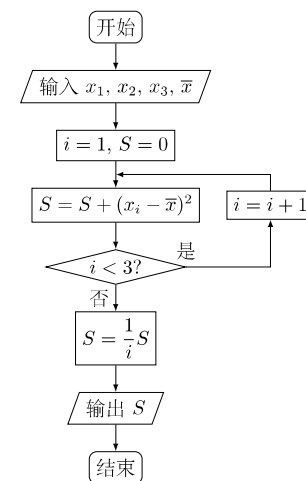 开始
输入 x₁, x₂, x₃, x̅
i = 1, S = 0
S = S + (xᵢ − x̅)²
i = i + 1
i < 3?
是
否
S = 1/i S
输出 S
结束